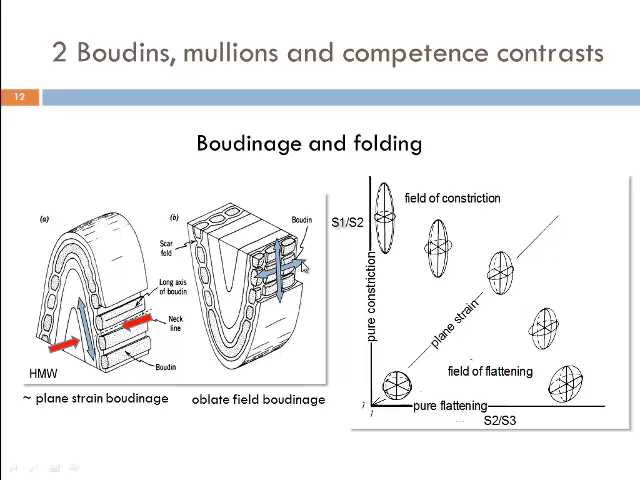 2 Boudins, mullions and competence contrasts
12
Boudinage and folding
(a)
(b)
Scar
fold
Boudin
Long axis
of boudin
Neck
line
Boudin
HMW
~ plane strain boudinage
oblate field boudinage
S1/S2
field of constriction
pure constriction
plane strain
field of flattening
pure flattening
S2/S3